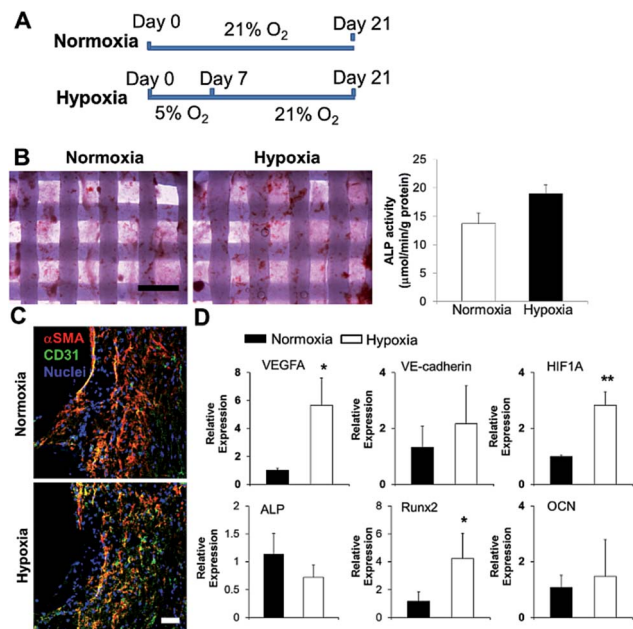 A
Day 0
21% O₂
Day 21
Normoxia
Day 0
Day 7
Day 21
Hypoxia
5% O₂
21% O₂
B
Normoxia
Hypoxia
ALP activity
(μmol/min/g protein)
25
20
15
10
5
0
Normoxia
Hypoxia
C
αSMA
CD31
Nuclei
Normoxia
Hypoxia
D
Normoxia
Hypoxia
VEGFA
Relative
Expression
8
6
4
2
0
*
VE-cadherin
Relative
Expression
4
2
0
HIF1A
Relative
Expression
4
2
0
**
ALP
Relative
Expression
2
1.5
1
0.5
0
Runx2
Relative
Expression
8
6
4
2
0
*
OCN
Relative
Expression
4
2
0